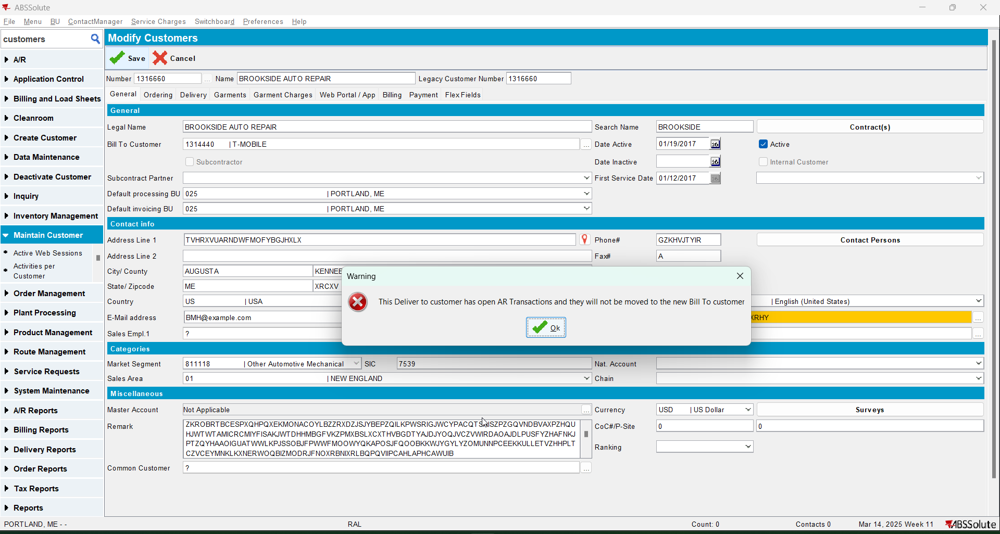 ABSSolute
File Menu BU ContactManager Service Charges Switchboard Preferences Help
customers
Modify Customers
Save Cancel
Number 1316660 ... Name BROOKSIDE AUTO REPAIR Legacy Customer Number 1316660
General Ordering Delivery Garments Garment Charges Web Portal / App Billing Payment Flex Fields
General
Legal Name BROOKSIDE AUTO REPAIR Search Name BROOKSIDE Contract(s)
Bill To Customer 1314440 | T-MOBILE ... Date Active 01/19/2017 16 Active
Subcontractor Date Inactive 16 Internal Customer
Subcontract Partner First Service Date 01/12/2017 16
Default processing BU 025 | PORTLAND, ME
Default invoicing BU 025 | PORTLAND, ME
Contact info
Address Line 1 TVHRXVUARNDWFMOFYBGJHXLX Phone# GZKHVJTYIR Contact Persons
Address Line 2 Fax# A
City/ County AUGUSTA KENNEE
State/ Zipcode ME XRCXV
Country US | USA | English (United States)
E-Mail address BMH@example.com XRHY ...
Sales Empl.1 ? ...
Warning
This Deliver to customer has open AR Transactions and they will not be moved to the new Bill To customer
Ok
Categories
Market Segment 811118 | Other Automotive Mechanical SIC 7539 Nat. Account
Sales Area 01 | NEW ENGLAND Chain
Miscellaneous
Master Account Not Applicable ... Currency USD | US Dollar Surveys
Remark
ZKROBRTBCESPXQHPQXEKMONACOYLBZZRXDZJSJYBEPZQILKPWSRIGJWCYPACQTS ISZPZGQVNDBVAXPZHQU
HJWTWTAMICRCMIYFISAKJWTDHHMBGFVKZPMXBSLXCXTHVBGDTYAJDJYOQJVCZVWIRDAOAJDLPUSFYZHAFNKJ
PTZQYHAAOIGUATWWLKPJSSOBJFPWWFMOOWYQKAPOSJFQOOBKKWJYGYLYZOMUNNPCEEKKULLETVZHHPLT
CZVCEYMNKLKXNERWOQBIZMODRJFNOXRBNIXRLBQPQVIIPCAHLAPHCAWUIB
CoC#/P-Site 0 0
Ranking
Common Customer ? ...
A/R
Application Control
Billing and Load Sheets
Cleanroom
Create Customer
Data Maintenance
Deactivate Customer
Inquiry
Inventory Management
Maintain Customer
Active Web Sessions
Activities per
Customer
Order Management
Plant Processing
Product Management
Route Management
Service Requests
System Maintenance
A/R Reports
Billing Reports
Delivery Reports
Order Reports
Tax Reports
Reports
PORTLAND, ME - - RAL Count: 0 Contacts 0 Mar 14, 2025 Week 11 ABSSolute